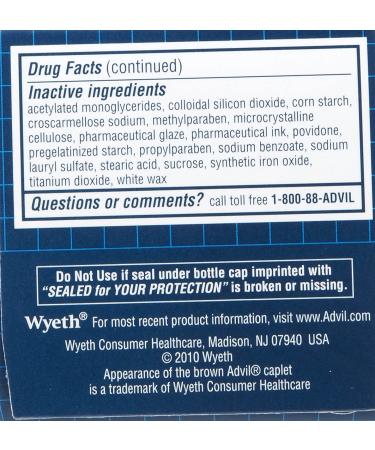 Drug Facts (continued)
Inactive ingredients
acetylated monoglycerides, colloidal silicon dioxide, corn starch,
croscarmellose sodium, methylparaben, microcrystalline
cellulose, pharmaceutical glaze, pharmaceutical ink, povidone,
pregelatinized starch, propylparaben, sodium benzoate, sodium
lauryl sulfate, stearic acid, sucrose, synthetic iron oxide,
titanium dioxide, white wax
Questions or comments? call toll free 1-800-88-ADVIL
Do Not Use if seal under bottle cap imprinted with
"SEALED for YOUR PROTECTION" is broken or missing.
Wyeth® For most recent product information, visit www.Advil.com
Wyeth Consumer Healthcare, Madison, NJ 07940 USA
© 2010 Wyeth
Appearance of the brown Advil® caplet
is a trademark of Wyeth Consumer Healthcare